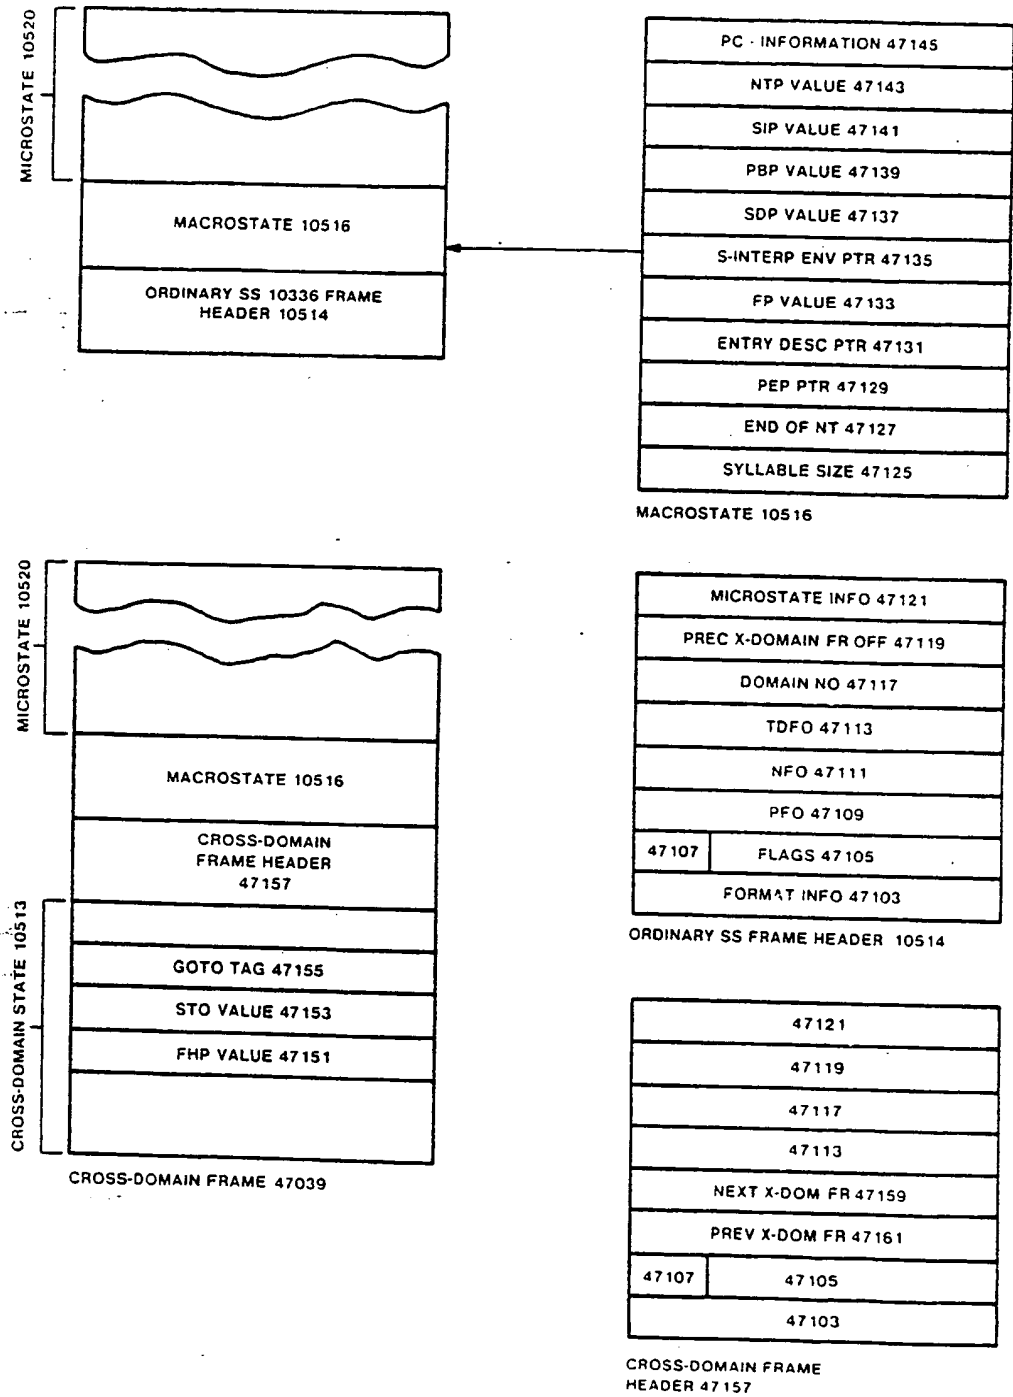 MICROSTATE 10520
MACROSTATE 10516
ORDINARY SS 10336 FRAME
HEADER 10514
PC - INFORMATION 47145
NTP VALUE 47143
SIP VALUE 47141
PBP VALUE 47139
SDP VALUE 47137
S-INTERP ENV PTR 47135
FP VALUE 47133
ENTRY DESC PTR 47131
PEP PTR 47129
END OF NT 47127
SYLLABLE SIZE 47125
MACROSTATE 10516
MICROSTATE 10520
MACROSTATE 10516
CROSS-DOMAIN
FRAME HEADER
47157
CROSS-DOMAIN STATE 10513
GOTO TAG 47155
STO VALUE 47153
FHP VALUE 47151
CROSS-DOMAIN FRAME 47039
MICROSTATE INFO 47121
PREC X-DOMAIN FR OFF 47119
DOMAIN NO 47117
TDFO 47113
NFO 47111
PFO 47109
47107 FLAGS 47105
FORMAT INFO 47103
ORDINARY SS FRAME HEADER 10514
47121
47119
47117
47113
NEXT X-DOM FR 47159
PREV X-DOM FR 47161
47107 47105
47103
CROSS-DOMAIN FRAME
HEADER 47157